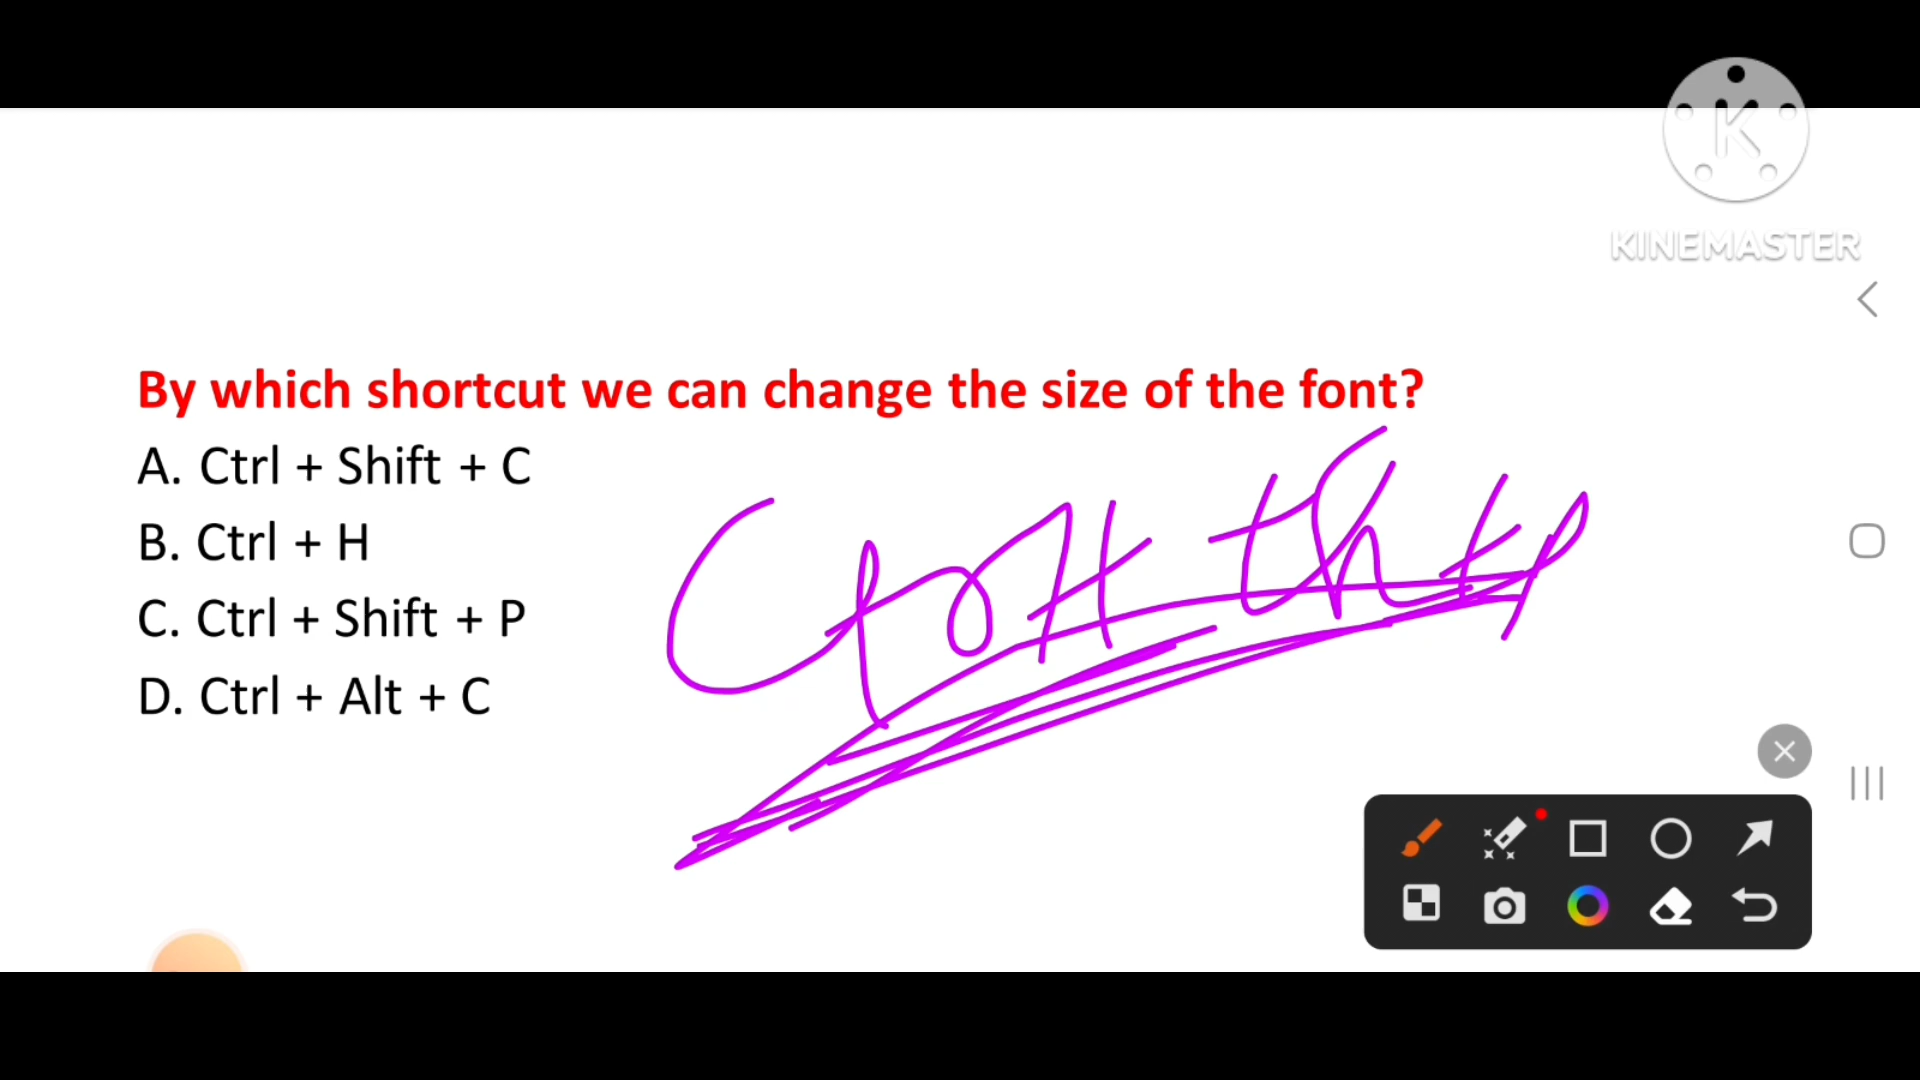 KINEMASTER
By which shortcut we can change the size of the font?
A. Ctrl + Shift + C
B. Ctrl + H
C. Ctrl + Shift + P
D. Ctrl + Alt + C